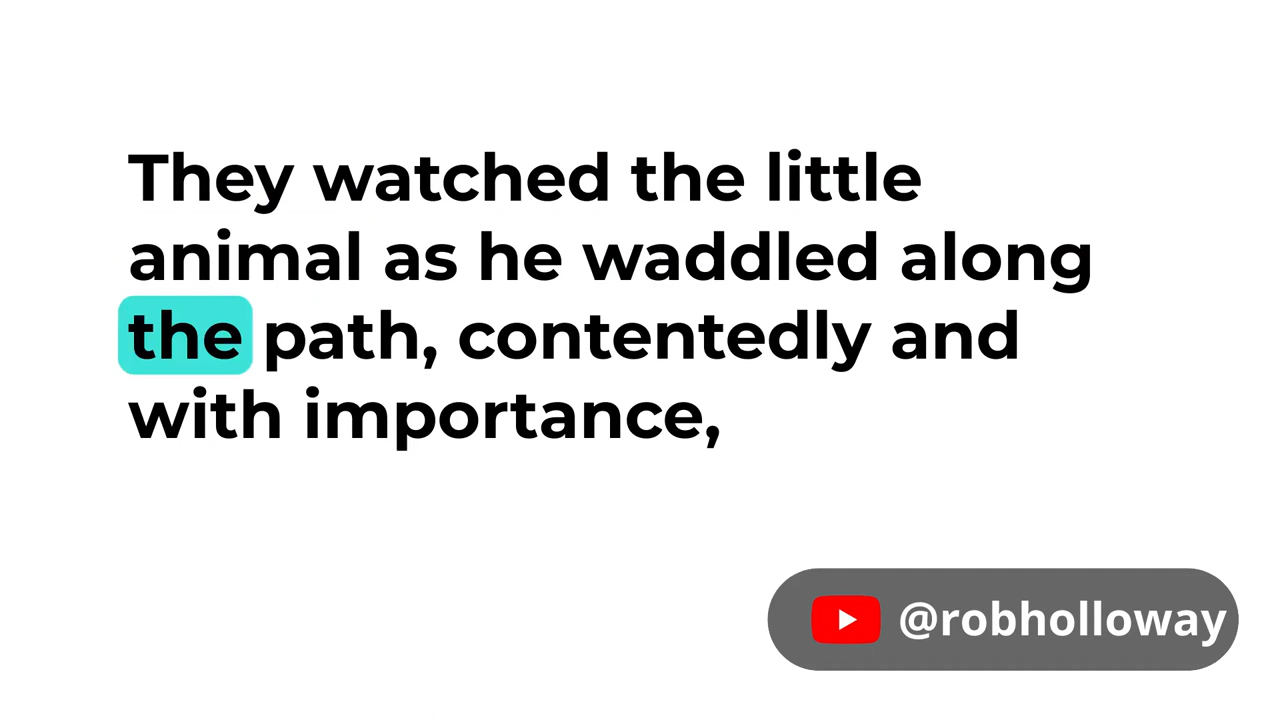 They watched the little
animal as he waddled along
the path, contentedly and
with importance,
@robholloway